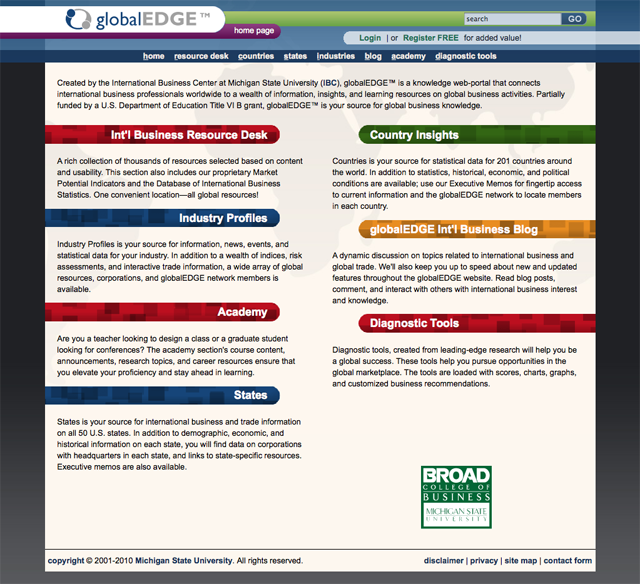 globalEDGE™
home page
search
GO
Login | or Register FREE for added value!
home resource desk countries states industries blog academy diagnostic tools
Created by the International Business Center at Michigan State University (IBC), globalEDGE™ is a knowledge web-portal that connects
international business professionals worldwide to a wealth of information, insights, and learning resources on global business activities. Partially
funded by a U.S. Department of Education Title VI B grant, globalEDGE™ is your source for global business knowledge.
Int'l Business Resource Desk
A rich collection of thousands of resources selected based on content
and usability. This section also includes our proprietary Market
Potential Indicators and the Database of International Business
Statistics. One convenient location—all global resources!
Industry Profiles
Industry Profiles is your source for information, news, events, and
statistical data for your industry. In addition to a wealth of indices, risk
assessments, and interactive trade information, a wide array of global
resources, corporations, and globalEDGE network members is
available.
Academy
Are you a teacher looking to design a class or a graduate student
looking for conferences? The academy section's course content,
announcements, research topics, and career resources ensure that
you elevate your proficiency and stay ahead in learning.
States
States is your source for international business and trade information
on all 50 U.S. states. In addition to demographic, economic, and
historical information on each state, you will find data on corporations
with headquarters in each state, and links to state-specific resources.
Executive memos are also available.
Country Insights
Countries is your source for statistical data for 201 countries around
the world. In addition to statistics, historical, economic, and political
conditions are available; use our Executive Memos for fingertip access
to current information and the globalEDGE network to locate members
in each country.
globalEDGE Int'l Business Blog
A dynamic discussion on topics related to international business and
global trade. We'll also keep you up to speed about new and updated
features throughout the globalEDGE website. Read blog posts,
comment, and interact with others with international business interest
and knowledge.
Diagnostic Tools
Diagnostic tools, created from leading-edge research will help you be
a global success. These tools help you pursue opportunities in the
global marketplace. The tools are loaded with scores, charts, graphs,
and customized business recommendations.
BROAD
COLLEGE OF
BUSINESS
MICHIGAN STATE
UNIVERSITY
copyright © 2001-2010 Michigan State University. All rights reserved.
disclaimer | privacy | site map | contact form